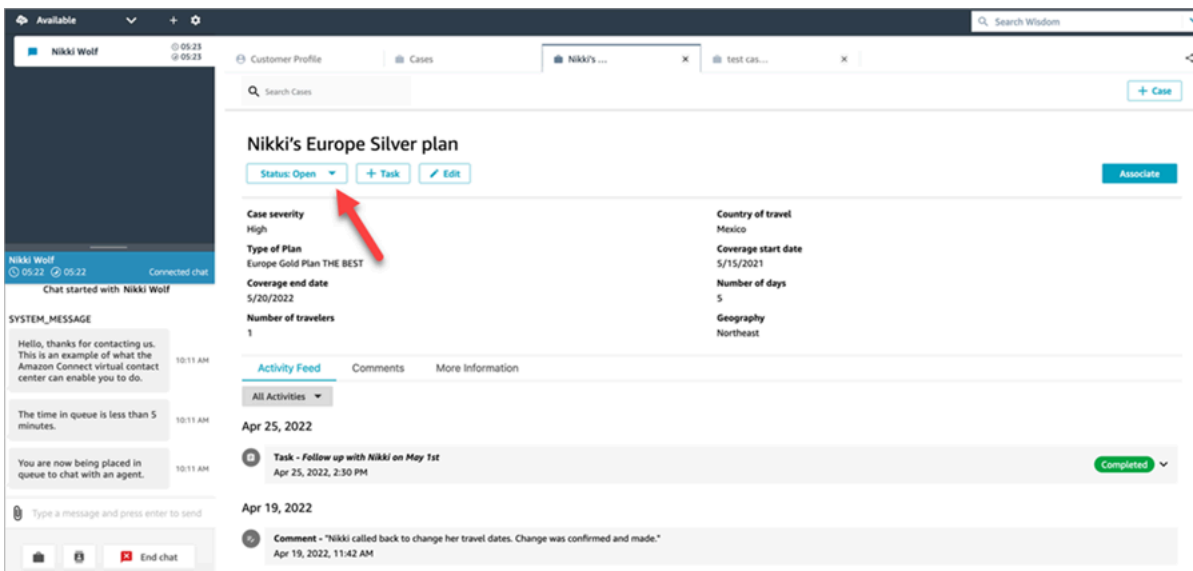 Available
Search Wisdom
Nikki Wolf
05:23
05:23
Customer Profile
Cases
Nikki's ...
test cas...
Search Cases
+ Case
Nikki's Europe Silver plan
Status: Open
+ Task
Edit
Associate
Case severity
High
Country of travel
Mexico
Type of Plan
Europe Gold Plan THE BEST
Coverage start date
5/15/2021
Coverage end date
5/20/2022
Number of days
5
Number of travelers
1
Geography
Northeast
Nikki Wolf
05:22 05:22
Connected chat
Chat started with Nikki Wolf
SYSTEM_MESSAGE
Hello, thanks for contacting us.
This is an example of what the
Amazon Connect virtual contact
center can enable you to do.
10:11 AM
The time in queue is less than 5
minutes.
10:11 AM
You are now being placed in
queue to chat with an agent.
10:11 AM
Type a message and press enter to send
End chat
Activity Feed
Comments
More Information
All Activities
Apr 25, 2022
Task - Follow up with Nikki on May 1st
Apr 25, 2022, 2:30 PM
Completed
Apr 19, 2022
Comment - "Nikki called back to change her travel dates. Change was confirmed and made."
Apr 19, 2022, 11:42 AM